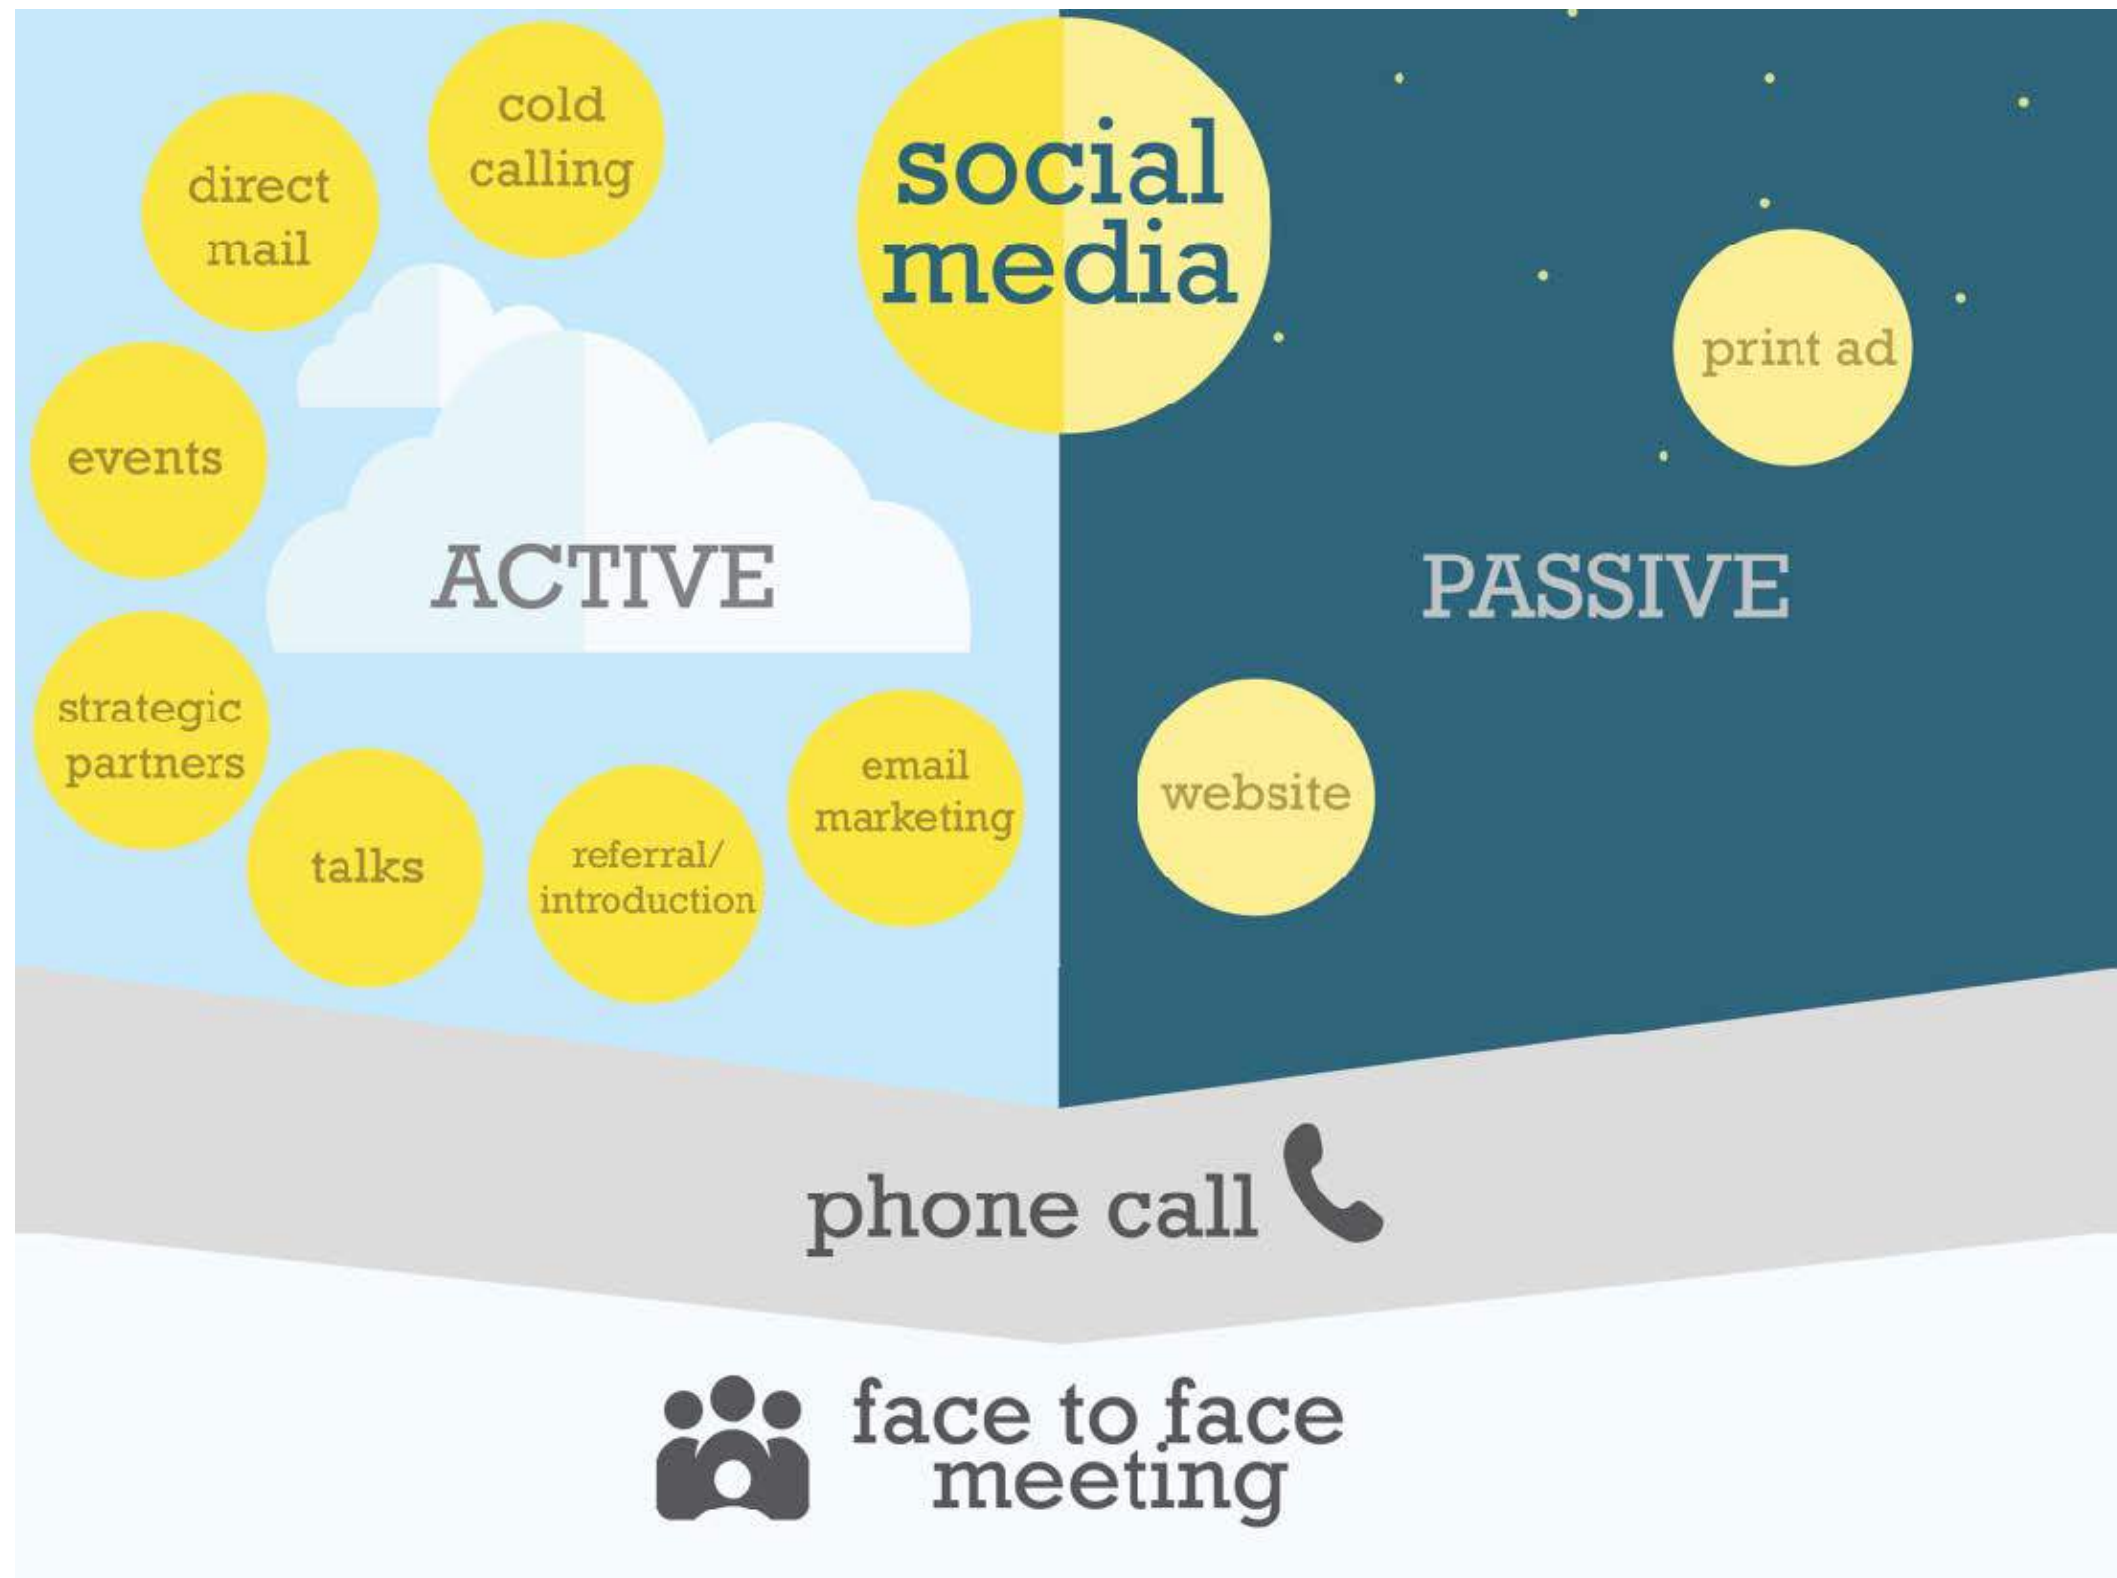 cold
calling
direct
mail
social
media
print ad
events
ACTIVE
PASSIVE
strategic
partners
talks
referral/
introduction
email
marketing
website
phone call
face to face
meeting